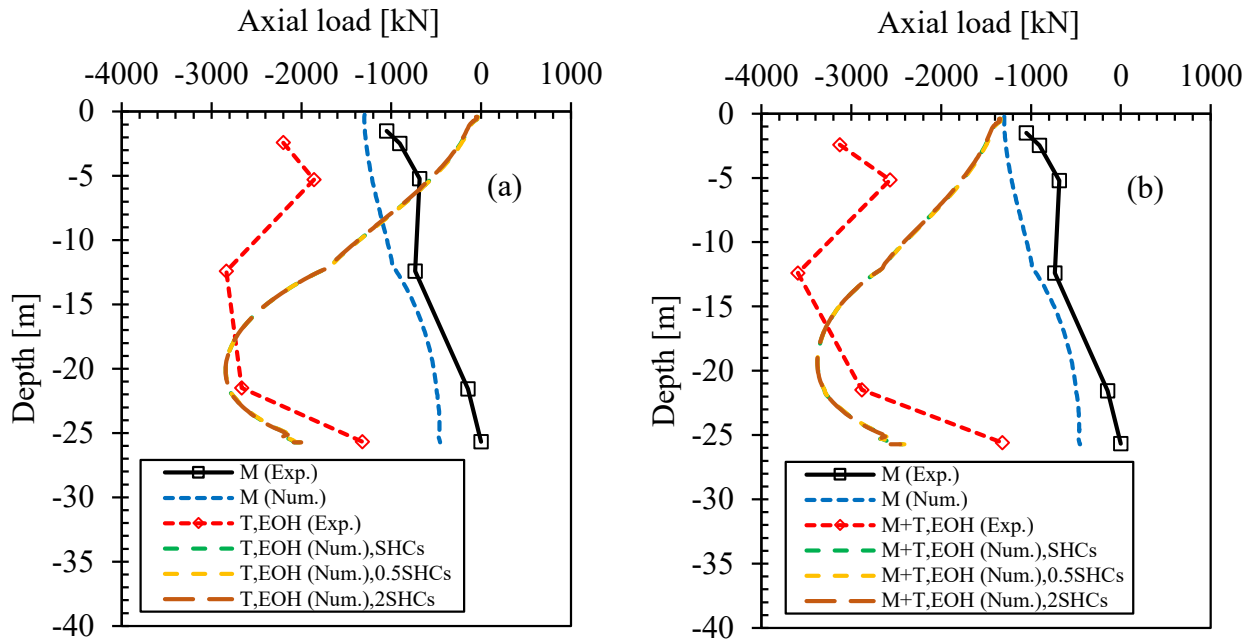 Axial load [kN]
-4000 -3000 -2000 -1000 0 1000
0
-5
-10
-15
-20
-25
-30
-35
-40
Depth [m]
(a)
M (Exp.)
M (Num.)
T,EOH (Exp.)
T,EOH (Num.),SHCs
T,EOH (Num.),0.5SHCs
T,EOH (Num.),2SHCs
Axial load [kN]
-4000 -3000 -2000 -1000 0 1000
0
-5
-10
-15
-20
-25
-30
-35
-40
Depth [m]
(b)
M (Exp.)
M (Num.)
M+T,EOH (Exp.)
M+T,EOH (Num.),SHCs
M+T,EOH (Num.),0.5SHCs
M+T,EOH (Num.),2SHCs